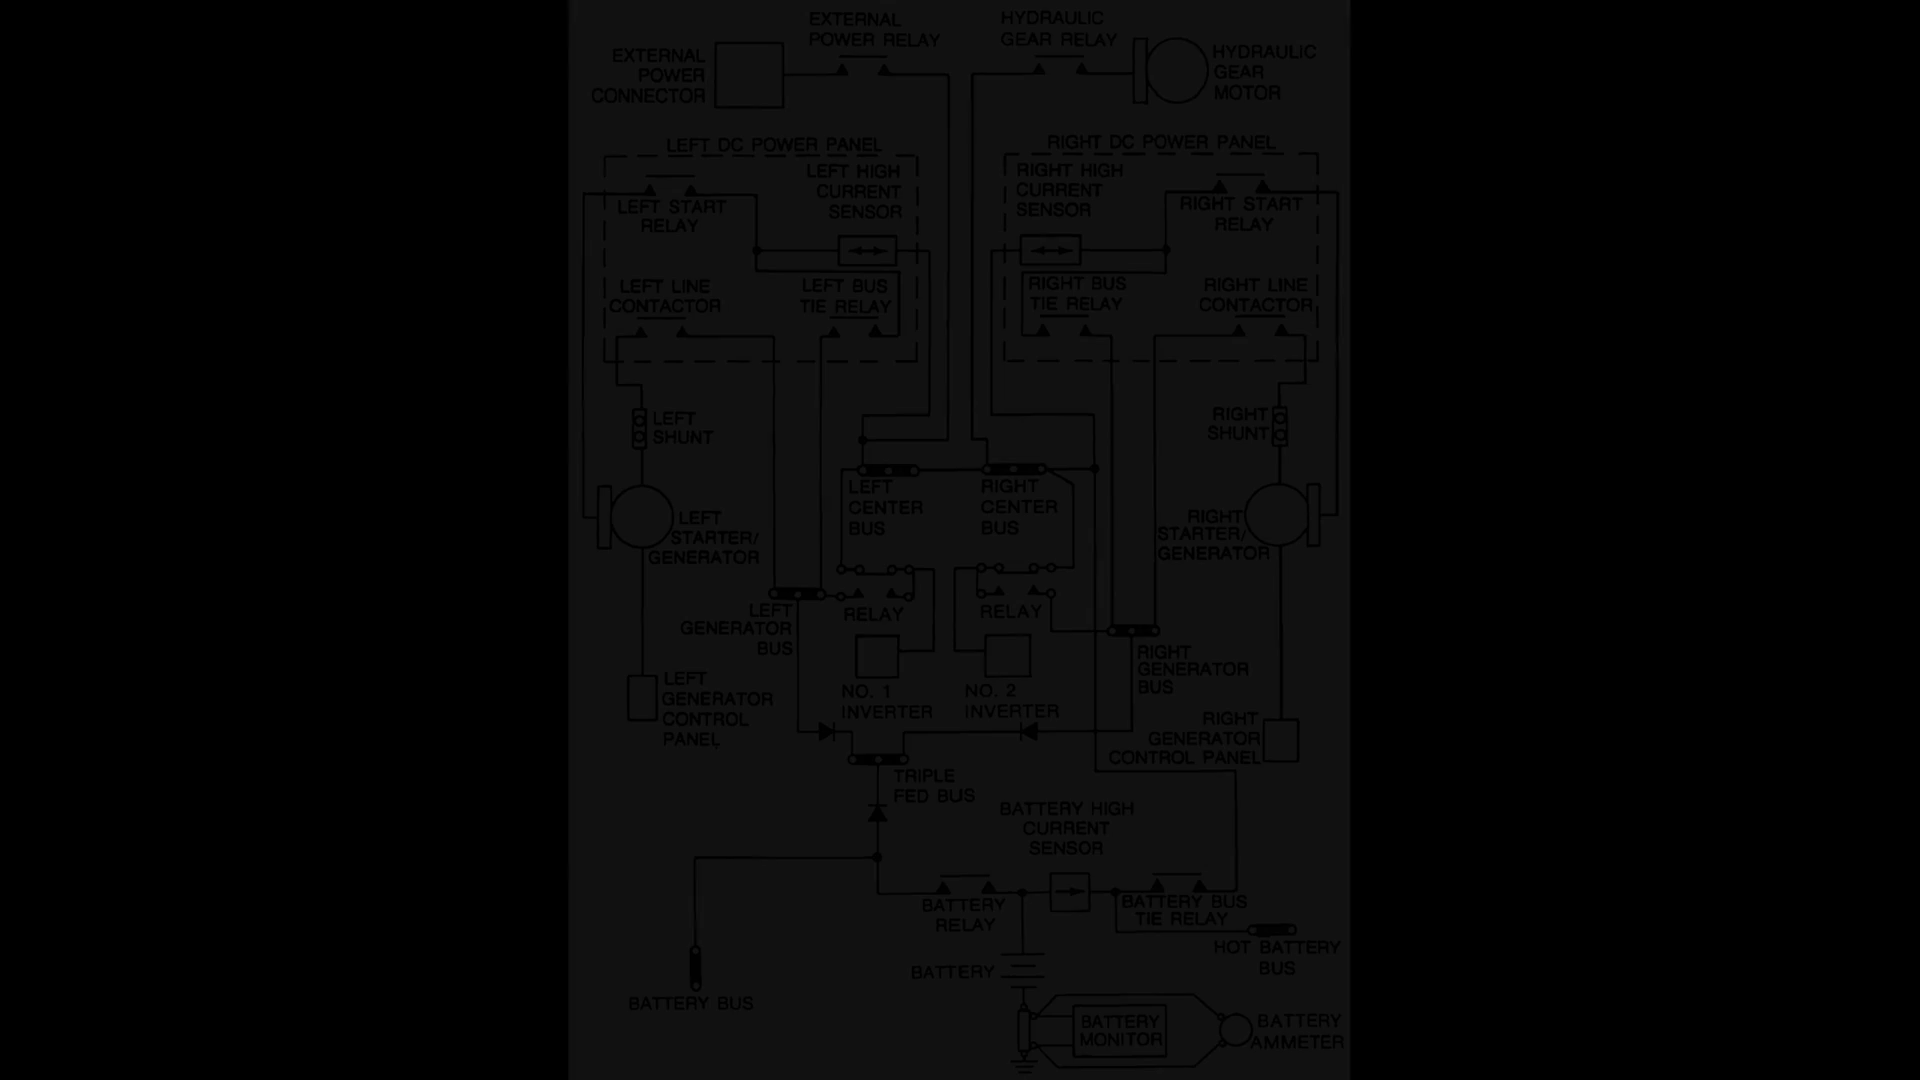 EXTERNAL
POWER RELAY
HYDRAULIC
GEAR RELAY
EXTERNAL
POWER
CONNECTOR
HYDRAULIC
GEAR
MOTOR
LEFT DC POWER PANEL
RIGHT DC POWER PANEL
LEFT HIGH
CURRENT
SENSOR
RIGHT HIGH
CURRENT
SENSOR
LEFT START
RELAY
RIGHT START
RELAY
LEFT LINE
CONTACTOR
LEFT BUS
TIE RELAY
RIGHT BUS
TIE RELAY
RIGHT LINE
CONTACTOR
LEFT
SHUNT
RIGHT
SHUNT
LEFT
CENTER
BUS
RIGHT
CENTER
BUS
LEFT
STARTER/
GENERATOR
RIGHT
STARTER/
GENERATOR
LEFT
GENERATOR
BUS
RELAY
RELAY
RIGHT
GENERATOR
BUS
LEFT
GENERATOR
CONTROL
PANEL
NO. 1
INVERTER
NO. 2
INVERTER
RIGHT
GENERATOR
CONTROL PANEL
TRIPLE
FED BUS
BATTERY HIGH
CURRENT
SENSOR
BATTERY
RELAY
BATTERY BUS
TIE RELAY
HOT BATTERY
BUS
BATTERY
BATTERY BUS
BATTERY
MONITOR
BATTERY
AMMETER